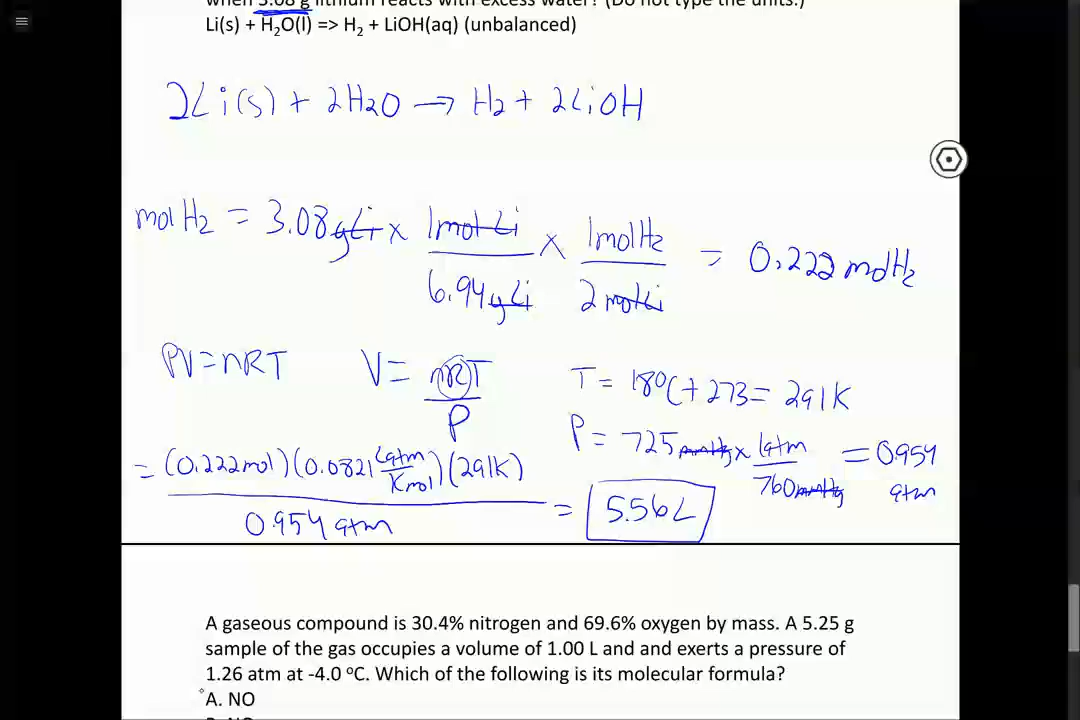 when 3.08 g lithium reacts with excess water? (Do not type the units.)
Li(s) + H₂O(l) => H₂ + LiOH(aq) (unbalanced)
2Li(s) + 2H2O → H2 + 2LiOH
mol H2 = 3.08 g Li x 1 mol Li / 6.94 g Li x 1 mol H2 / 2 mol Li = 0.222 mol H2
PV = nRT V = nRT / P
T = 18°C + 273 = 291K
P = 725 mmHg x 1 atm / 760 mmHg = 0.954 atm
= (0.222 mol)(0.0821 L atm / K mol)(291K) / 0.954 atm = 5.56 L
A gaseous compound is 30.4% nitrogen and 69.6% oxygen by mass. A 5.25 g
sample of the gas occupies a volume of 1.00 L and and exerts a pressure of
1.26 atm at -4.0 °C. Which of the following is its molecular formula?
A. NO